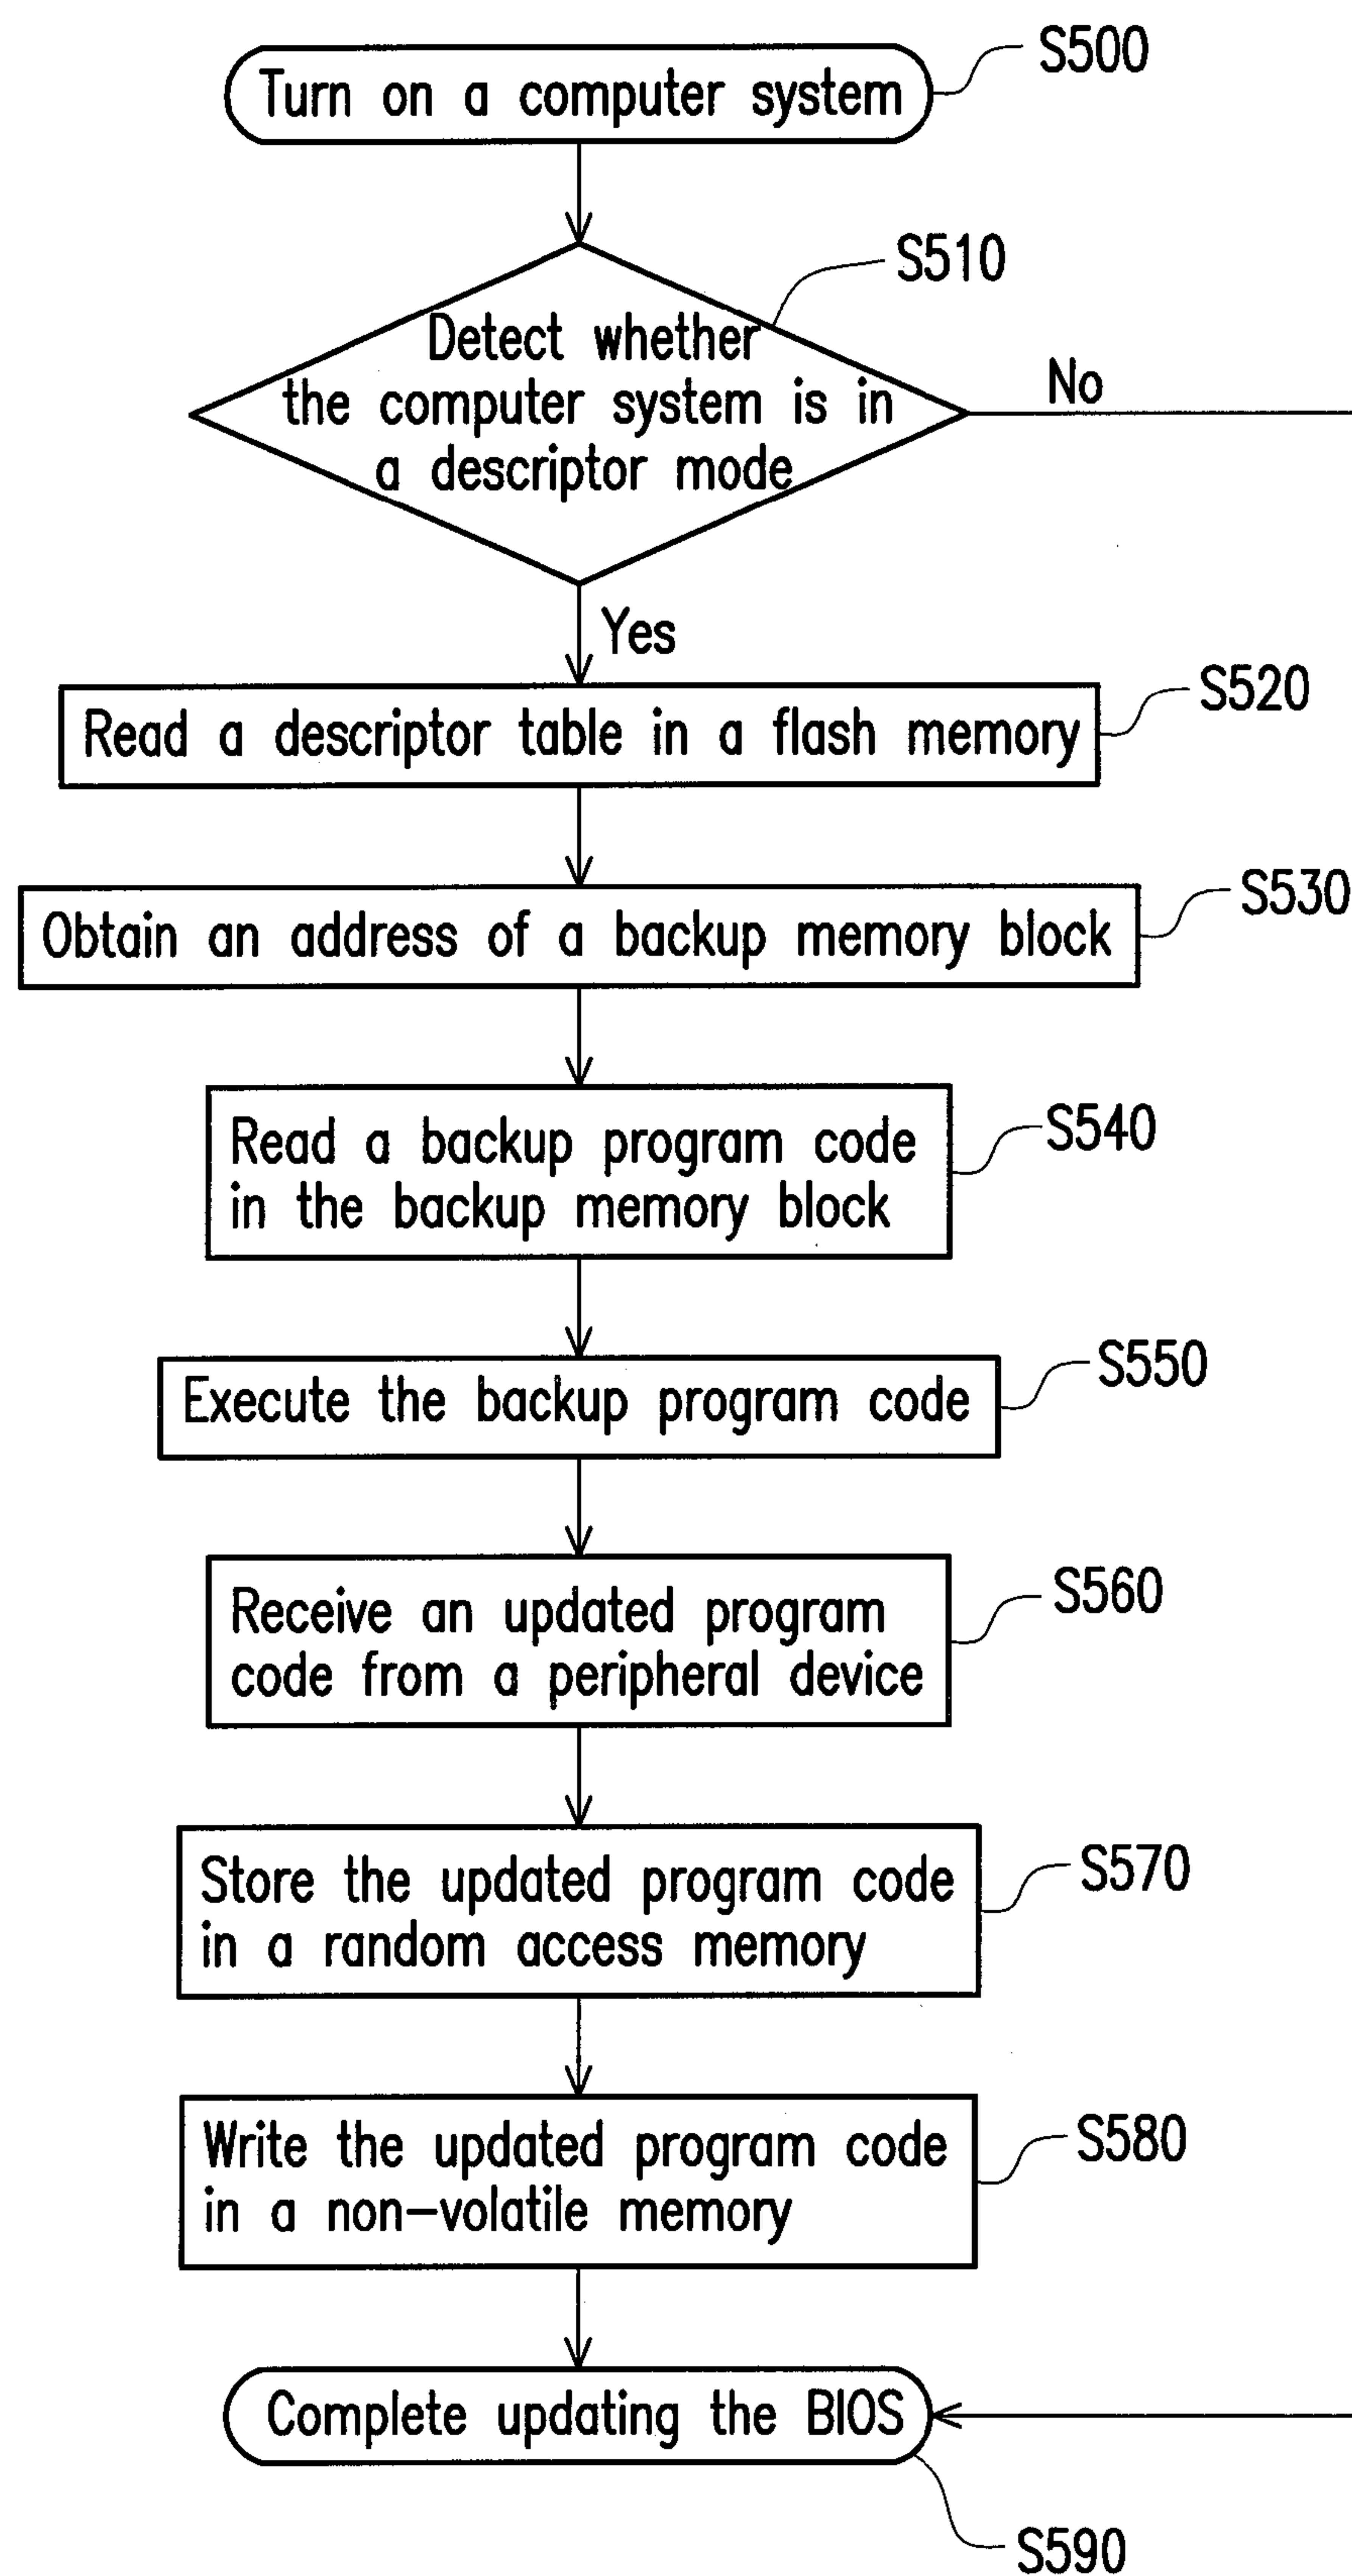 Turn on a computer system
S500
S510
Detect whether
the computer system is in
a descriptor mode
No
Yes
S520
Read a descriptor table in a flash memory
S530
Obtain an address of a backup memory block
S540
Read a backup program code
in the backup memory block
S550
Execute the backup program code
S560
Receive an updated program
code from a peripheral device
S570
Store the updated program code
in a random access memory
S580
Write the updated program code
in a non-volatile memory
Complete updating the BIOS
S590